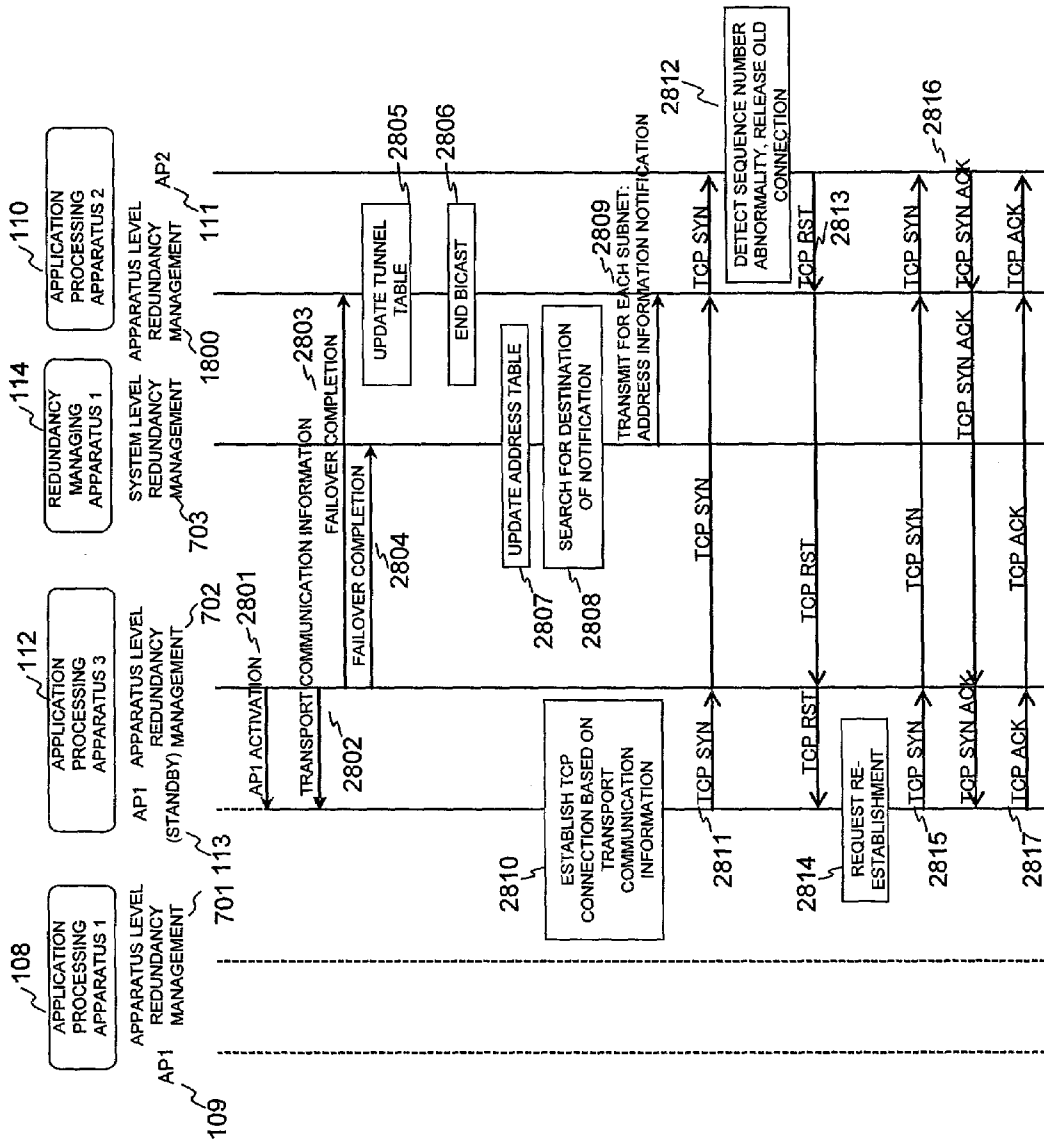 108
APPLICATION
PROCESSING
APPARATUS 1
APPARATUS LEVEL
REDUNDANCY
MANAGEMENT
701
AP1
109
112
APPLICATION
PROCESSING
APPARATUS 3
AP1
(STANDBY)
113
APPARATUS LEVEL
REDUNDANCY
MANAGEMENT
702
114
REDUNDANCY
MANAGING
APPARATUS 1
SYSTEM LEVEL
REDUNDANCY
MANAGEMENT
703
110
APPLICATION
PROCESSING
APPARATUS 2
APPARATUS LEVEL
REDUNDANCY
MANAGEMENT
1800
AP2
111
AP1 ACTIVATION
2801
TRANSPORT COMMUNICATION INFORMATION
2802
FAILOVER COMPLETION
2803
FAILOVER COMPLETION
2804
UPDATE TUNNEL
TABLE
2805
END BICAST
2806
UPDATE ADDRESS TABLE
2807
SEARCH FOR DESTINATION
OF NOTIFICATION
2808
2809
TRANSMIT FOR EACH SUBNET:
ADDRESS INFORMATION NOTIFICATION
2810
ESTABLISH TCP
CONNECTION BASED ON
TRANSPORT
COMMUNICATION
INFORMATION
TCP SYN
TCP SYN
TCP SYN
2811
2812
DETECT SEQUENCE NUMBER
ABNORMALITY, RELEASE OLD
CONNECTION
TCP RST
TCP RST
TCP RST
2813
2814
REQUEST RE-
ESTABLISHMENT
TCP SYN
TCP SYN
TCP SYN
2815
2816
TCP SYN ACK
TCP SYN ACK
TCP SYN ACK
TCP ACK
TCP ACK
TCP ACK
2817